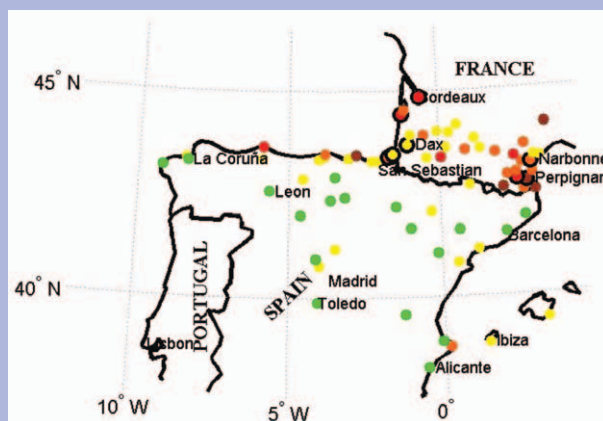 45° N
FRANCE
Bordeaux
Dax
La Coruña
San Sebastian
Narbonne
Perpignan
Leon
Barcelona
PORTUGAL
SPAIN
Madrid
40° N
Toledo
Lisbon
Ibiza
Alicante
10° W
5° W
0°